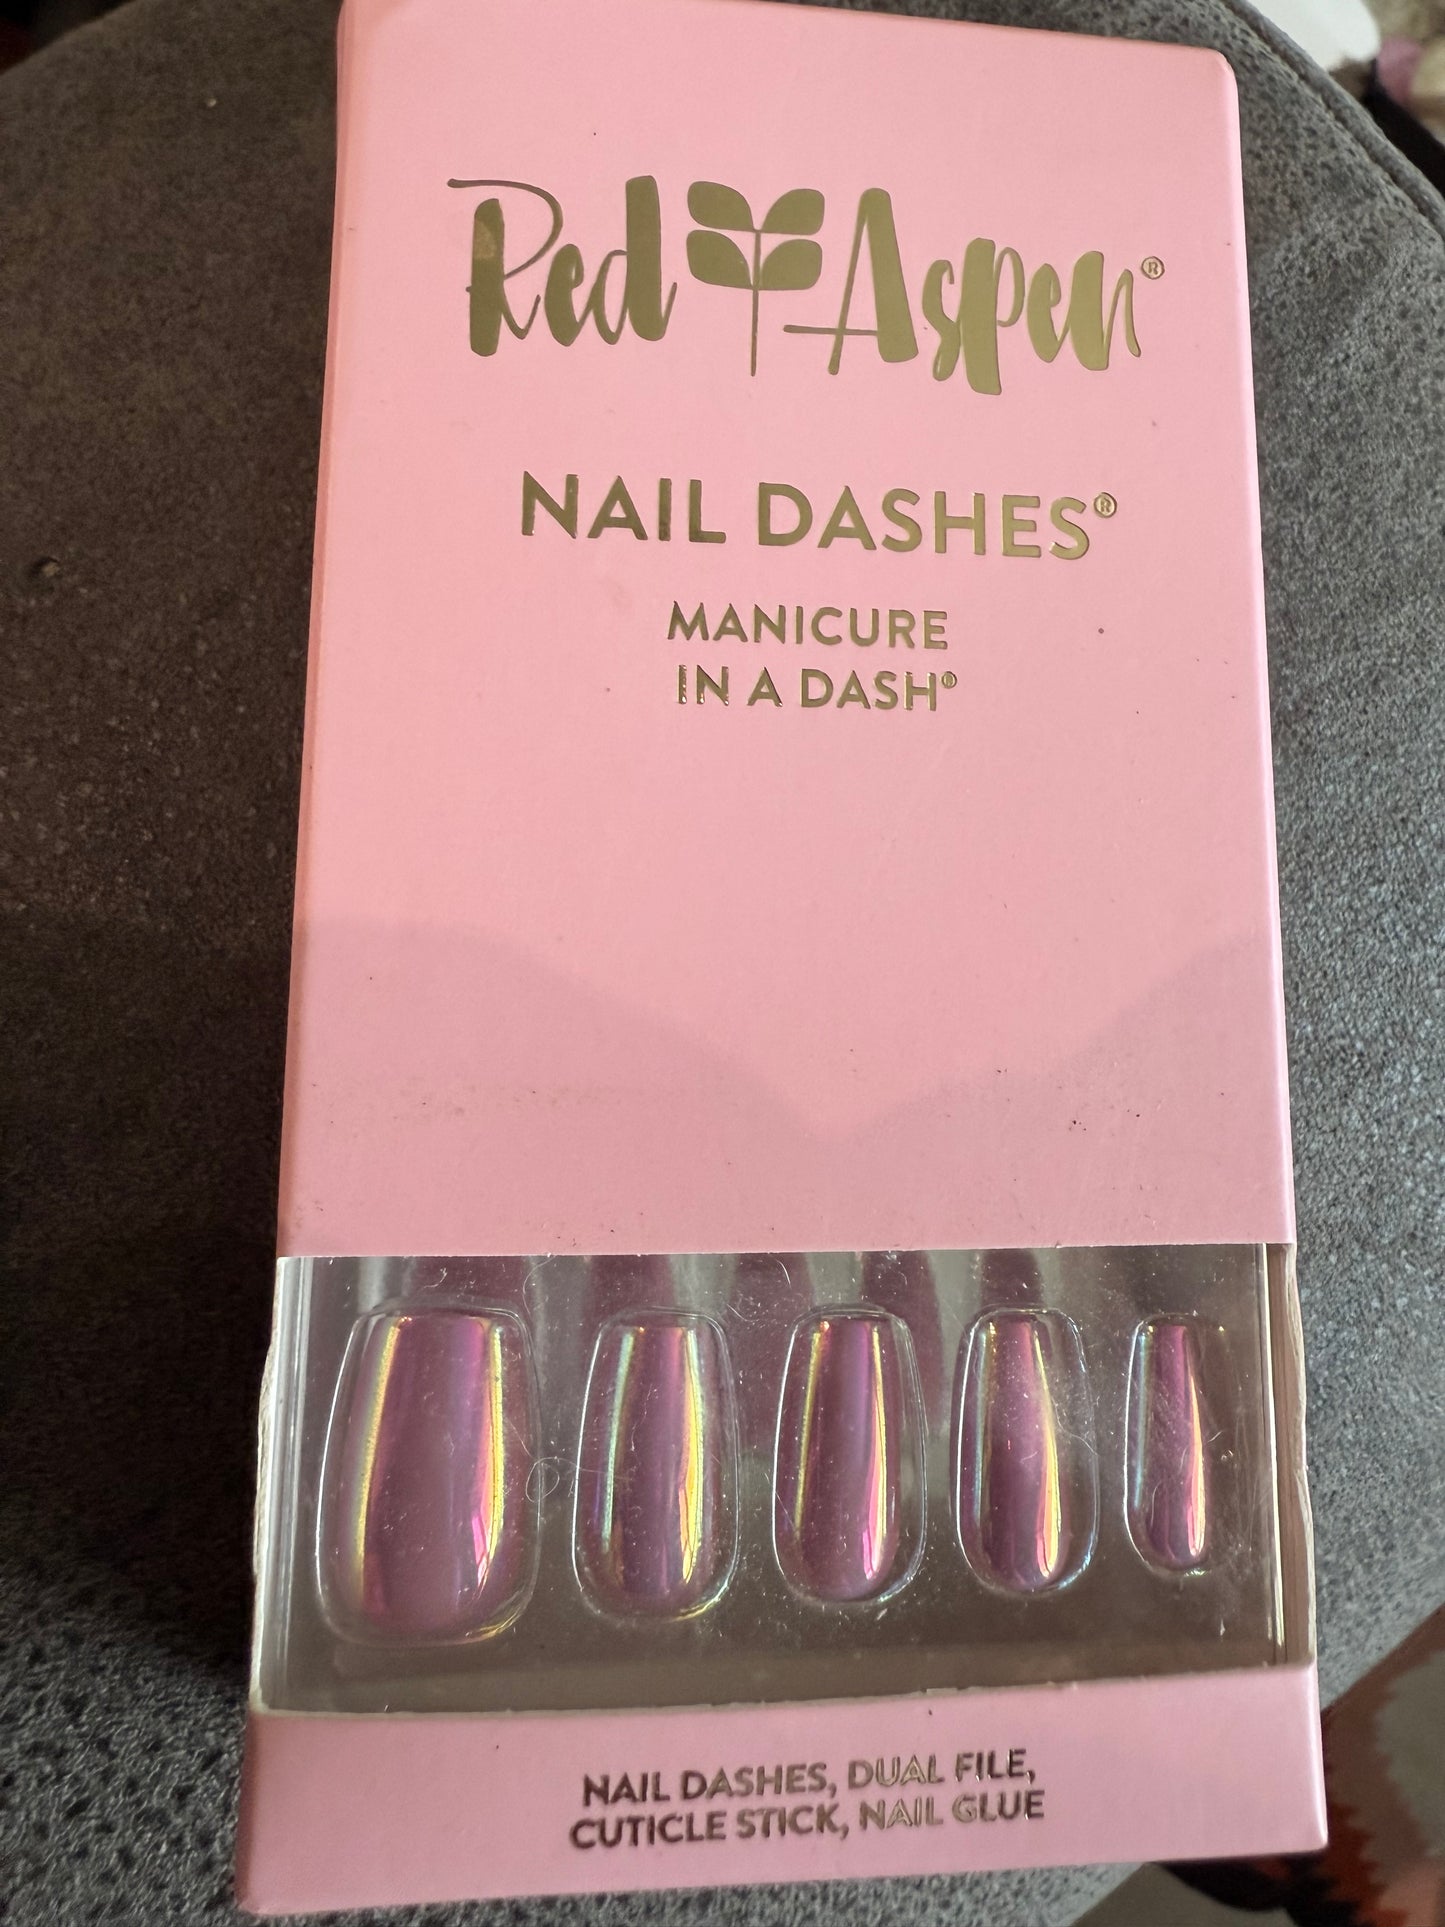 Red Aspen®
NAIL DASHES®
MANICURE
IN A DASH®
NAIL DASHES, DUAL FILE,
CUTICLE STICK, NAIL GLUE